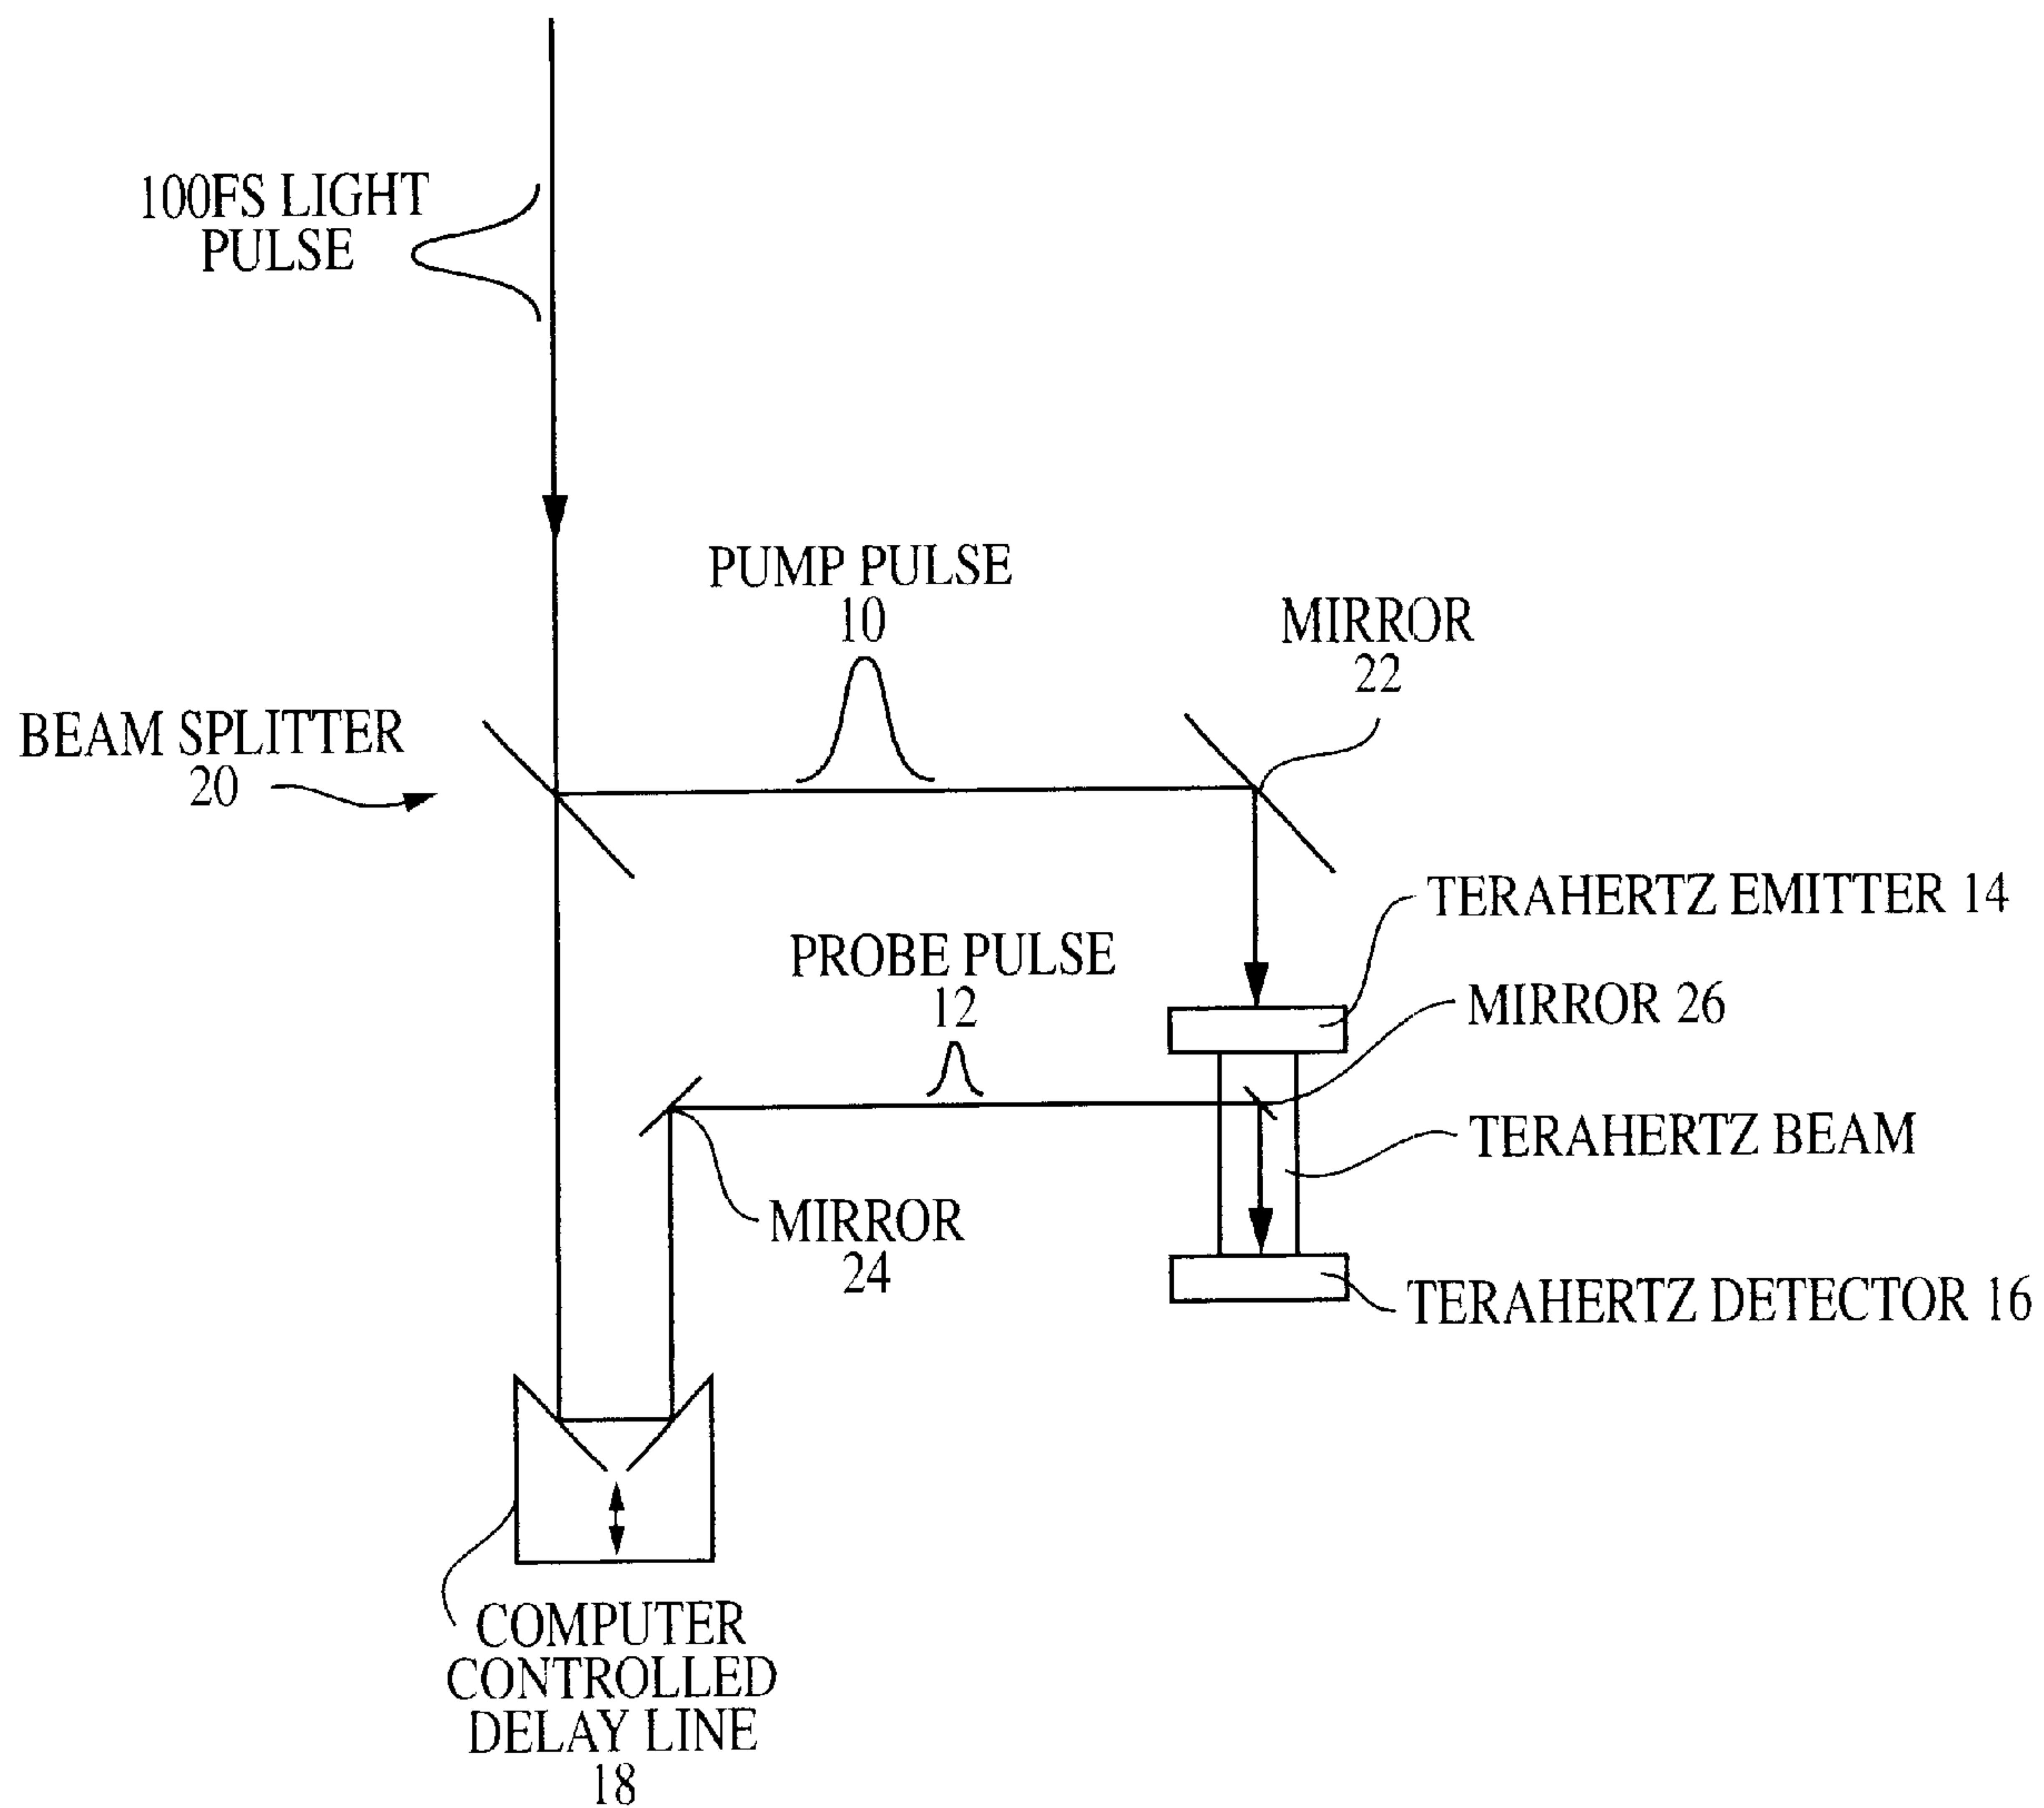 100FS LIGHT
PULSE
PUMP PULSE
10
MIRROR
22
BEAM SPLITTER
20
TERAHERTZ EMITTER 14
PROBE PULSE
12
MIRROR 26
TERAHERTZ BEAM
MIRROR
24
TERAHERTZ DETECTOR 16
COMPUTER
CONTROLLED
DELAY LINE
18